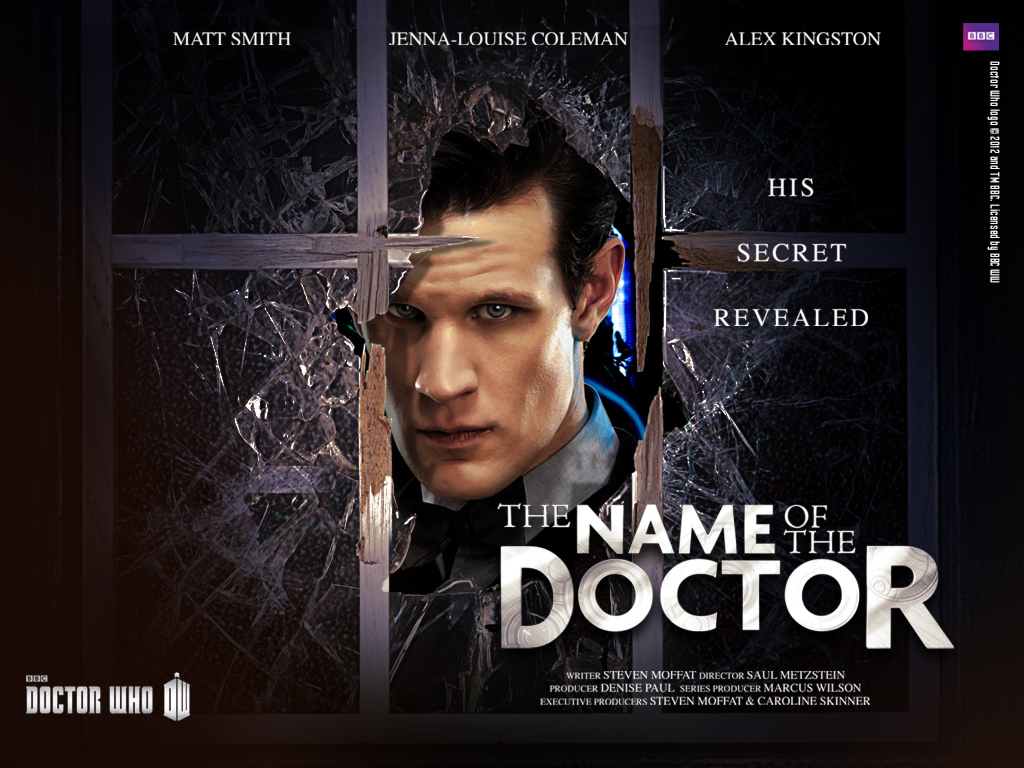 MATT SMITH
JENNA-LOUISE COLEMAN
ALEX KINGSTON
BBC
Doctor Who logo © 2012 and TM BBC. Licensed by BBC WW
HIS
SECRET
REVEALED
THE NAME OF THE
DOCTOR
WRITER STEVEN MOFFAT DIRECTOR SAUL METZSTEIN
PRODUCER DENISE PAUL SERIES PRODUCER MARCUS WILSON
EXECUTIVE PRODUCERS STEVEN MOFFAT & CAROLINE SKINNER
BBC
DOCTOR WHO DW